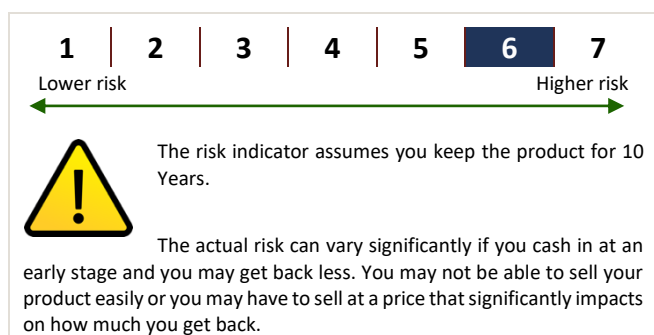 1 2 3 4 5 6 7
Lower risk Higher risk
The risk indicator assumes you keep the product for 10
Years.
The actual risk can vary significantly if you cash in at an
early stage and you may get back less. You may not be able to sell your
product easily or you may have to sell at a price that significantly impacts
on how much you get back.